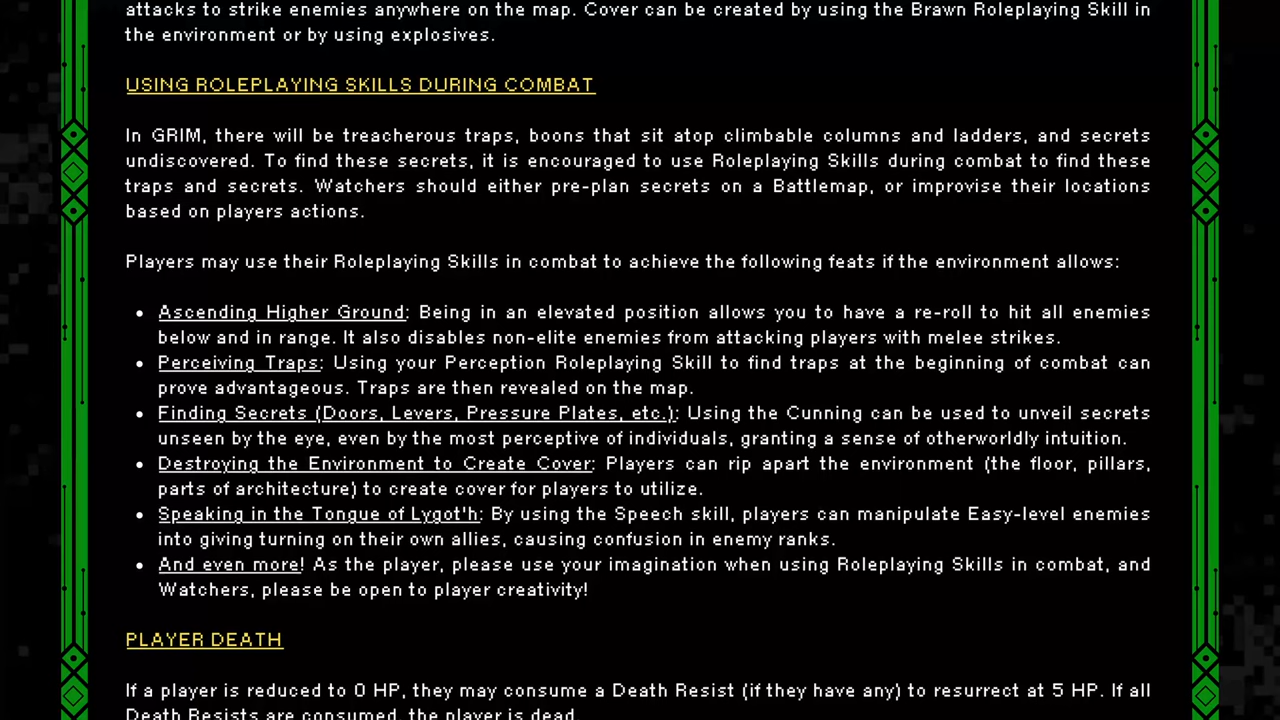 attacks to strike enemies anywhere on the map. Cover can be created by using the Brawn Roleplaying Skill in
the environment or by using explosives.
USING ROLEPLAYING SKILLS DURING COMBAT
In GRIM, there will be treacherous traps, boons that sit atop climbable columns and ladders, and secrets
undiscovered. To find these secrets, it is encouraged to use Roleplaying Skills during combat to find these
traps and secrets. Watchers should either pre-plan secrets on a Battlemap, or improvise their locations
based on players actions.
Players may use their Roleplaying Skills in combat to achieve the following feats if the environment allows:
• Ascending Higher Ground: Being in an elevated position allows you to have a re-roll to hit all enemies
below and in range. It also disables non-elite enemies from attacking players with melee strikes.
• Perceiving Traps: Using your Perception Roleplaying Skill to find traps at the beginning of combat can
prove advantageous. Traps are then revealed on the map.
• Finding Secrets (Doors, Levers, Pressure Plates, etc.): Using the Cunning can be used to unveil secrets
unseen by the eye, even by the most perceptive of individuals, granting a sense of otherworldly intuition.
• Destroying the Environment to Create Cover: Players can rip apart the environment (the floor, pillars,
parts of architecture) to create cover for players to utilize.
• Speaking in the Tongue of Lygot'h: By using the Speech skill, players can manipulate Easy-level enemies
into giving turning on their own allies, causing confusion in enemy ranks.
• And even more! As the player, please use your imagination when using Roleplaying Skills in combat, and
Watchers, please be open to player creativity!
PLAYER DEATH
If a player is reduced to 0 HP, they may consume a Death Resist (if they have any) to resurrect at 5 HP. If all
Death Resists are consumed, the player is dead.